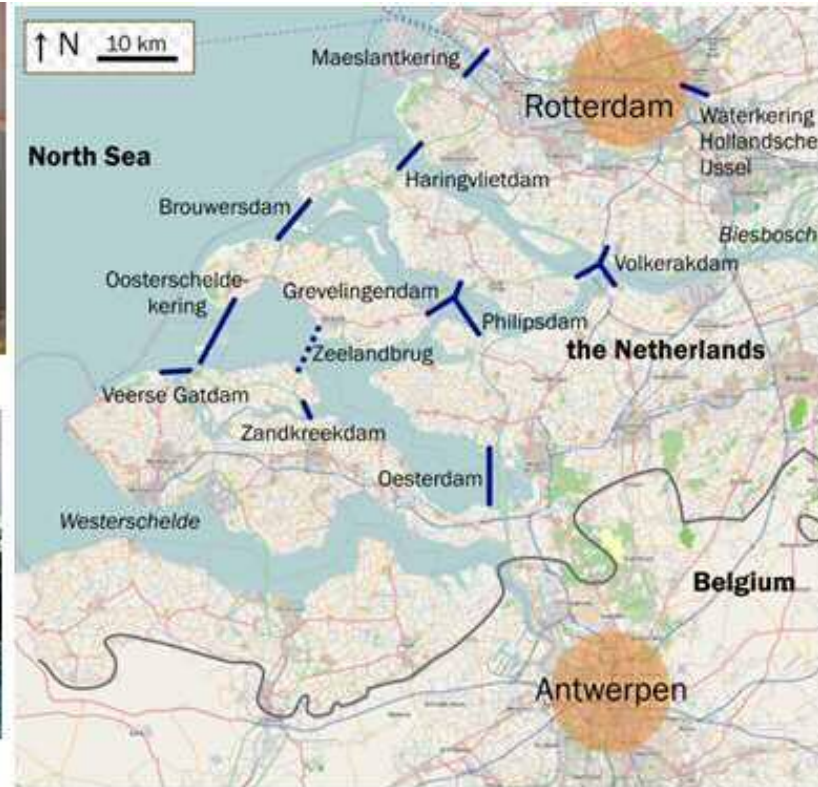 ↑ N 10 km
Maeslantkering
Rotterdam
Waterkering
Hollandsche
IJssel
North Sea
Haringvlietdam
Brouwersdam
Biesbosch
Volkerakdam
Oosterschelde-
kering
Grevelingendam
Philipsdam
Zeelandbrug
the Netherlands
Veerse Gatdam
Zandkreekdam
Oesterdam
Westerschelde
Belgium
Antwerpen